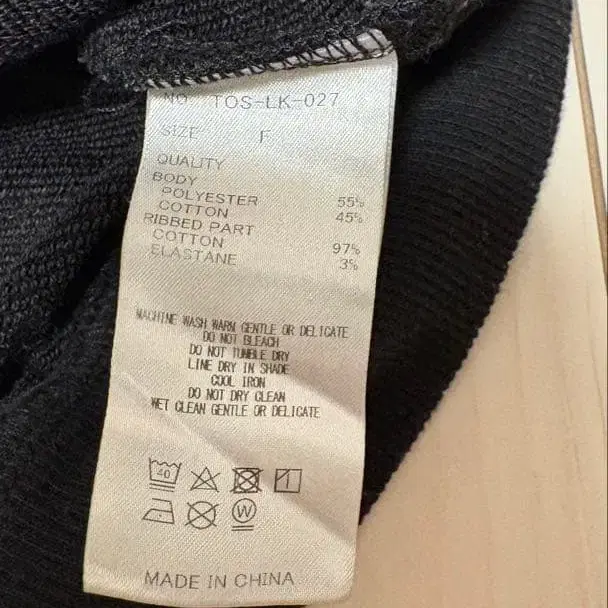 NO. TOS-LK-027
SIZE F
QUALITY
BODY
POLYESTER 55%
COTTON 45%
RIBBED PART
COTTON 97%
ELASTANE 3%
MACHINE WASH WARM GENTLE OR DELICATE
DO NOT BLEACH
DO NOT TUMBLE DRY
LINE DRY IN SHADE
COOL IRON
DO NOT DRY CLEAN
WET CLEAN GENTLE OR DELICATE
40
W
MADE IN CHINA